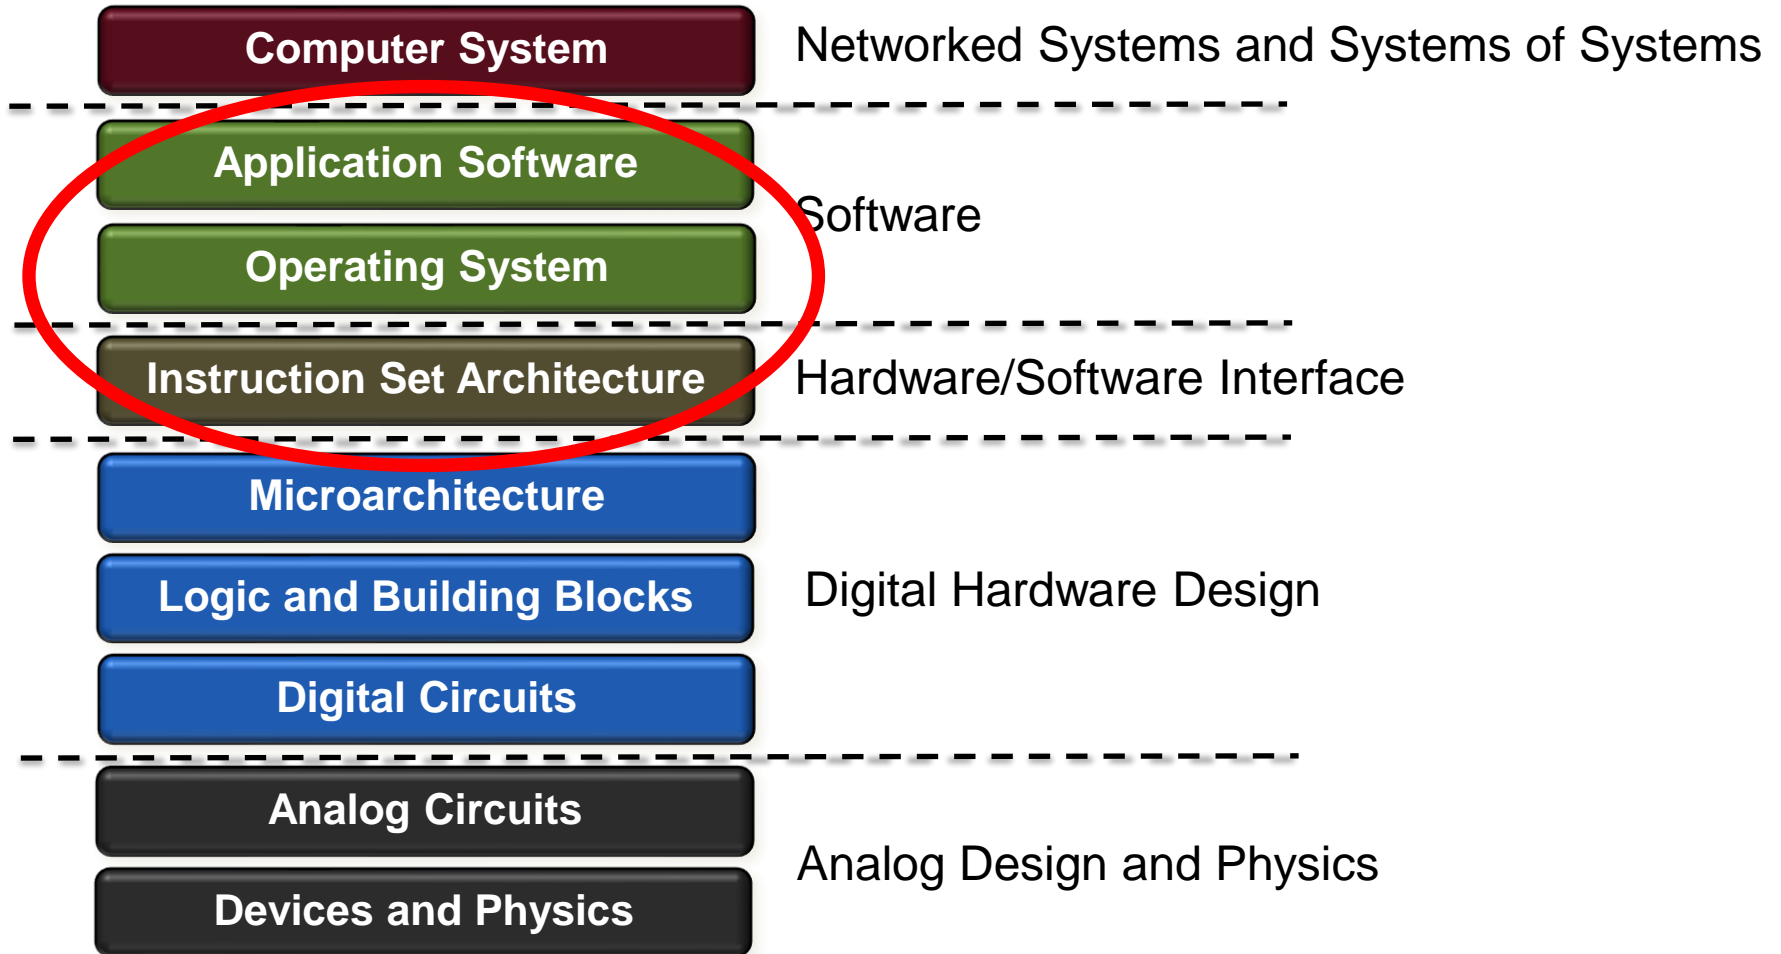 Computer System
Networked Systems and Systems of Systems
Application Software
Software
Operating System
Instruction Set Architecture
Hardware/Software Interface
Microarchitecture
Logic and Building Blocks
Digital Hardware Design
Digital Circuits
Analog Circuits
Analog Design and Physics
Devices and Physics